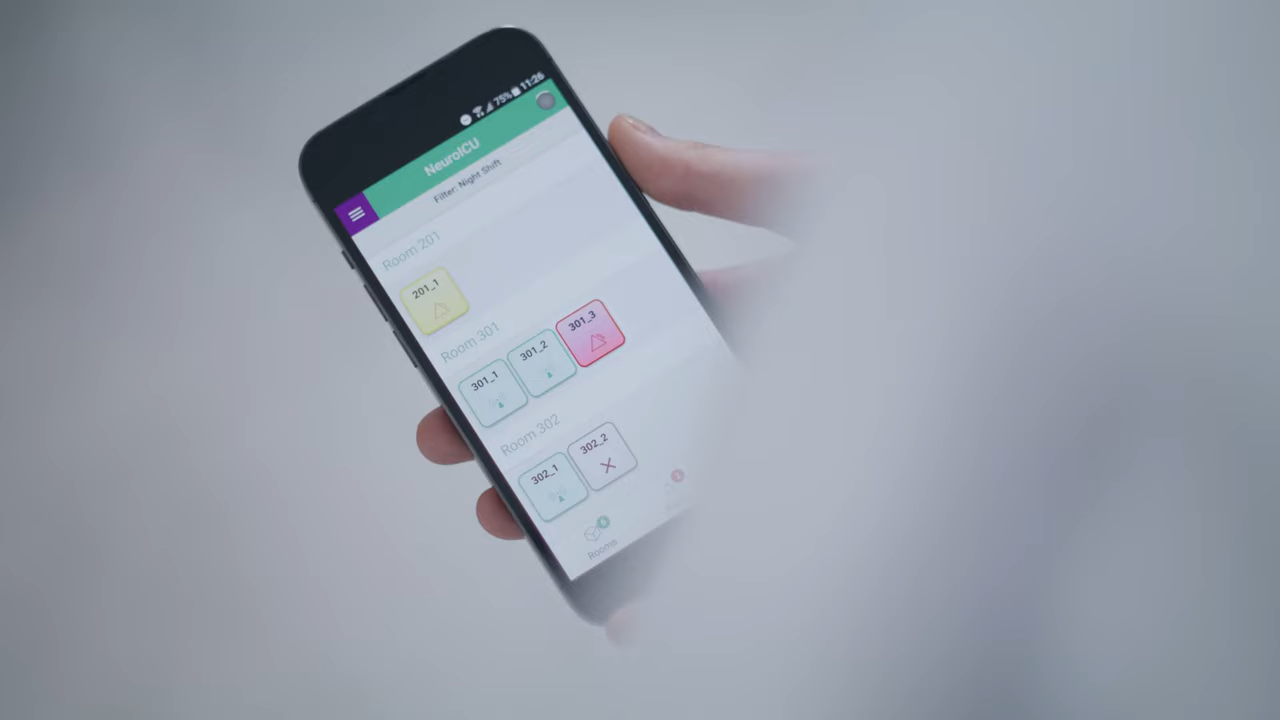 75% 11:26
NeuroICU
Filter: Night Shift
Room 201
201_1
Room 301
301_1 301_2 301_3
Room 302
302_1 302_2
Rooms